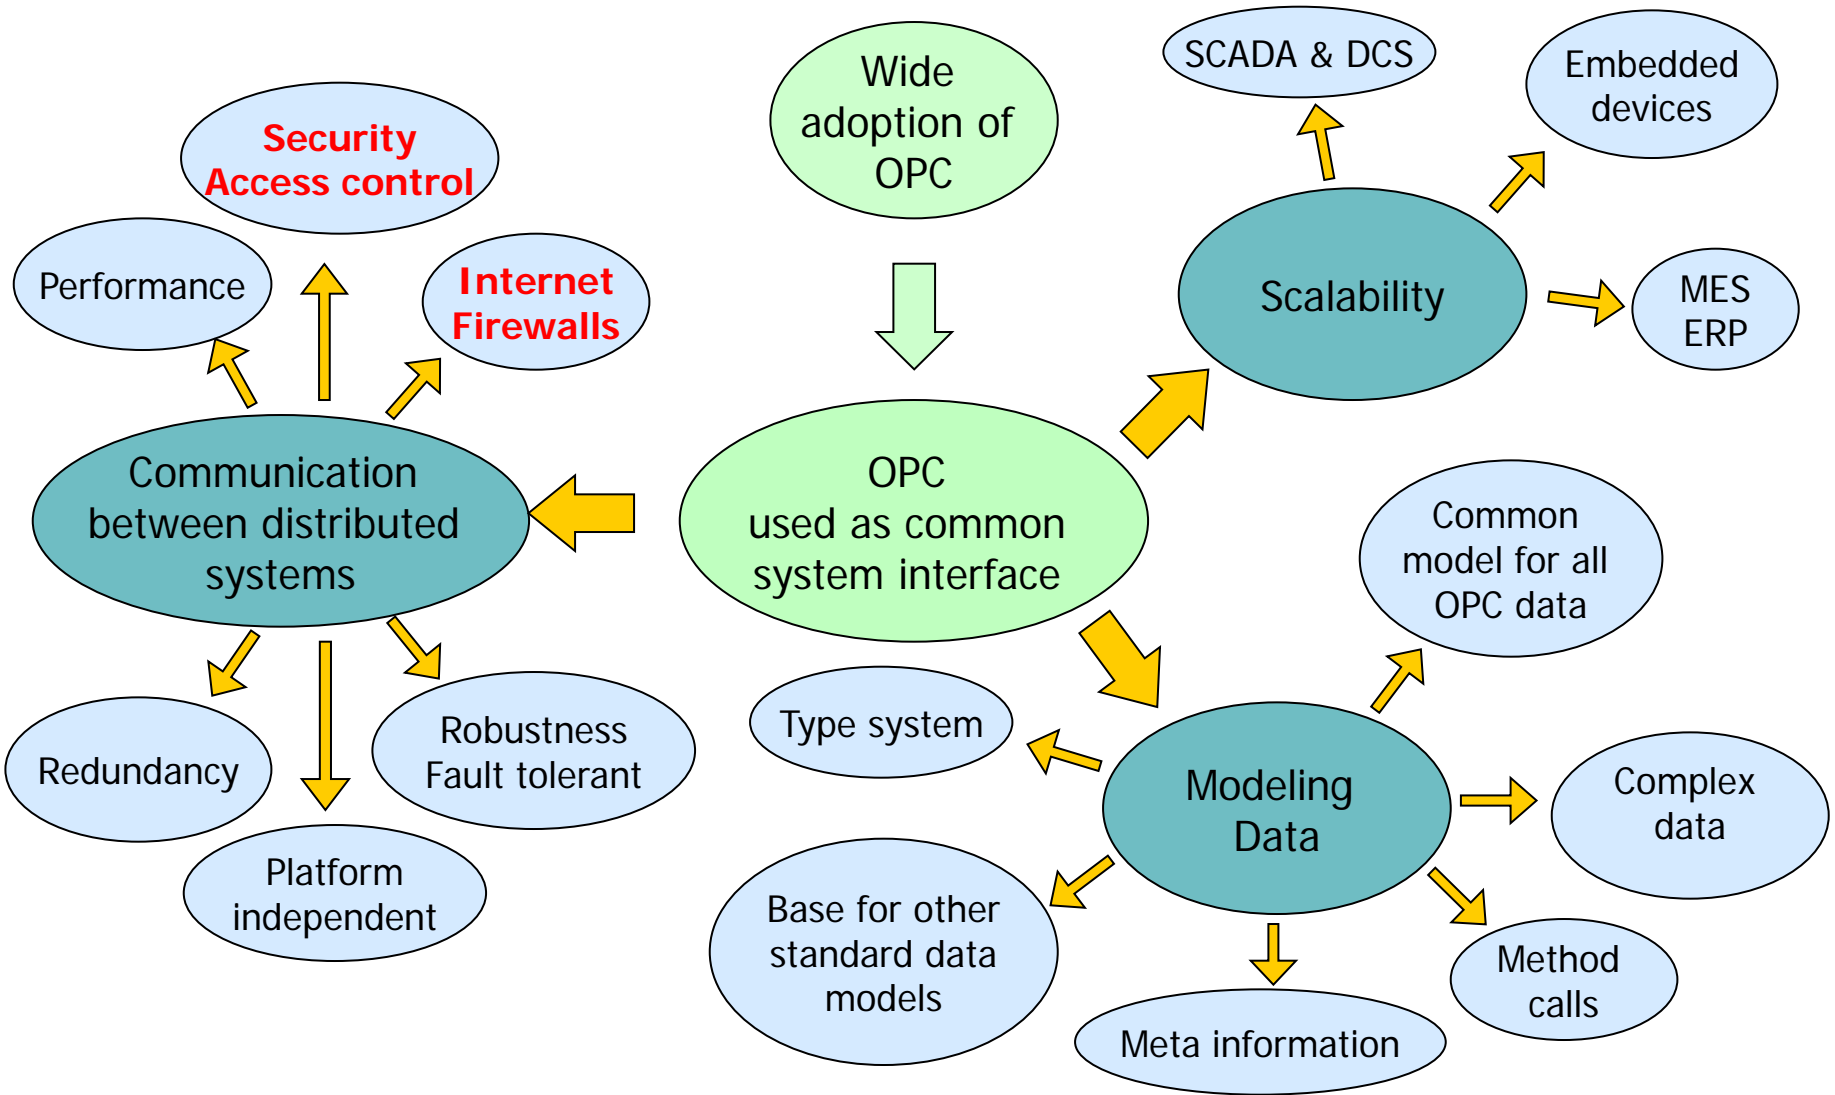 Wide
adoption of
OPC
SCADA & DCS
Embedded
devices
Security
Access control
Performance
Internet
Firewalls
Scalability
MES
ERP
Communication
between distributed
systems
OPC
used as common
system interface
Common
model for all
OPC data
Redundancy
Robustness
Fault tolerant
Type system
Modeling
Data
Complex
data
Platform
independent
Base for other
standard data
models
Method
calls
Meta information